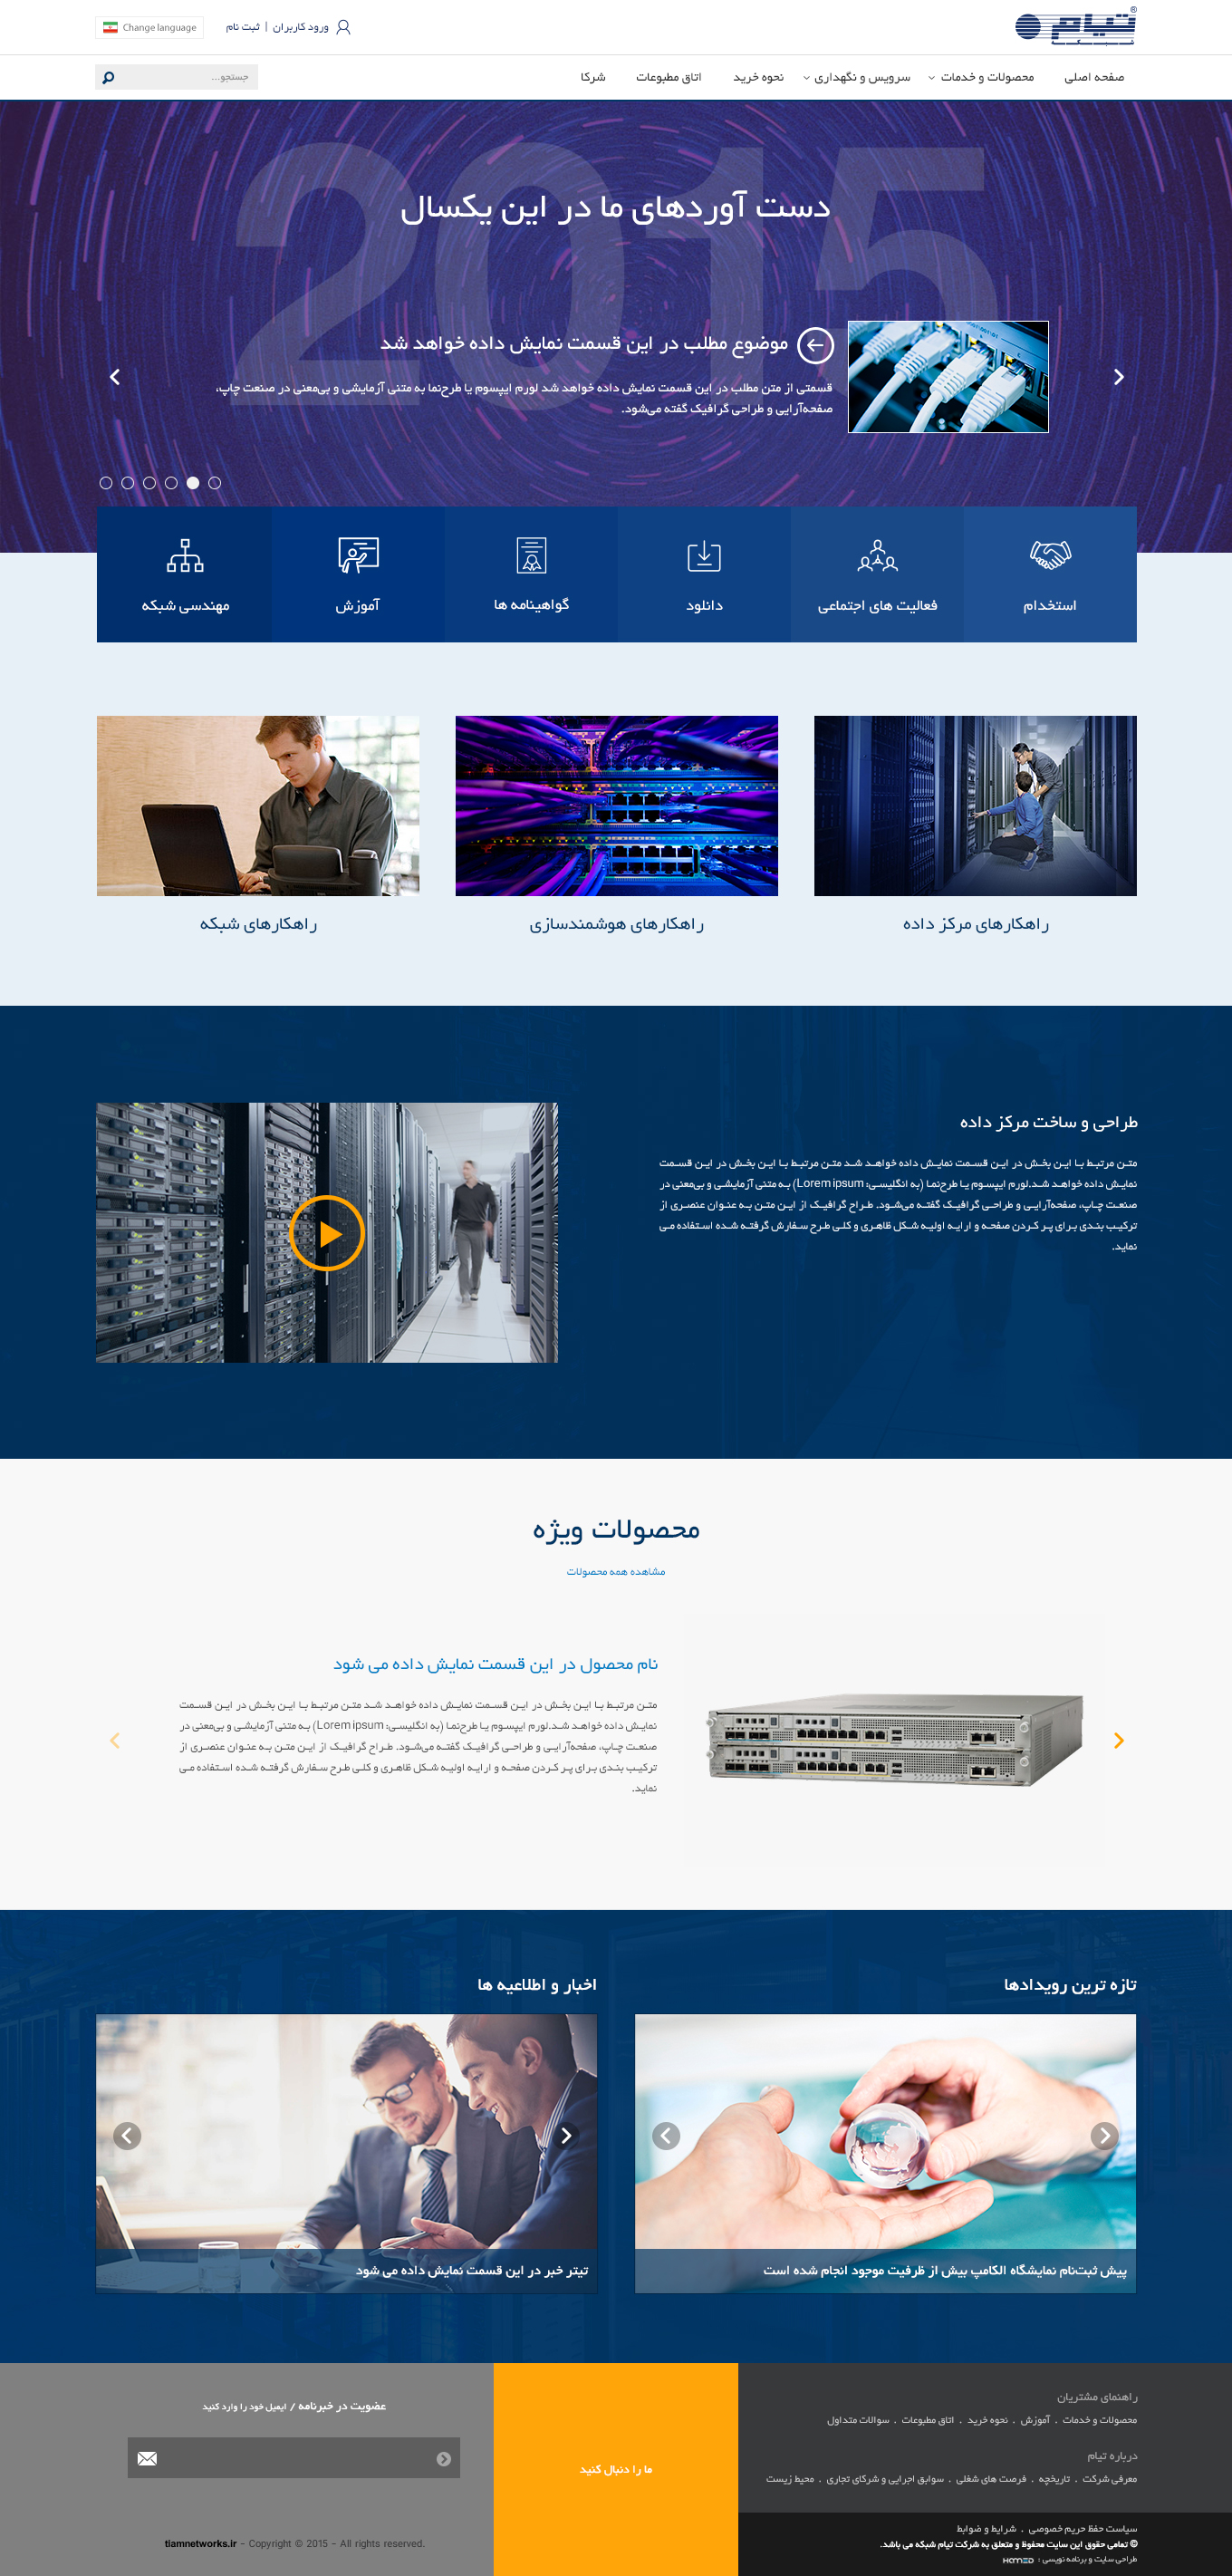 تیام
شبکه
®
ورود کاربران | ثبت نام
Change language
صفحه اصلی
محصولات و خدمات
سرویس و نگهداری
نحوه خرید
اتاق مطبوعات
شرکا
جستجو...
2015
دست آوردهای ما در این یکسال
موضوع مطلب در این قسمت نمایش داده خواهد شد
قسمتی از متن مطلب در این قسمت نمایش داده خواهد شد لورم ایپسوم یا طرح‌نما به متنی آزمایشی و بی‌معنی در صنعت چاپ،
صفحه‌آرایی و طراحی گرافیک گفته می‌شود.
استخدام
فعالیت های اجتماعی
دانلود
گواهینامه ها
آموزش
مهندسی شبکه
راهکارهای مرکز داده
راهکارهای هوشمندسازی
راهکارهای شبکه
طراحی و ساخت مرکز داده
متن مرتبط با این بخش در این قسمت نمایش داده خواهد شد متن مرتبط با این بخش در این قسمت
نمایش داده خواهد شد.لورم ایپسوم یا طرح‌نما (به انگلیسی: Lorem ipsum) به متنی آزمایشی و بی‌معنی در
صنعت چاپ، صفحه‌آرایی و طراحی گرافیک گفته می‌شود. طراح گرافیک از این متن به عنوان عنصری از
ترکیب بندی برای پر کردن صفحه و ارایه اولیه شکل ظاهری و کلی طرح سفارش گرفته شده استفاده می
نماید.
محصولات ویژه
مشاهده همه محصولات
نام محصول در این قسمت نمایش داده می شود
متن مرتبط با این بخش در این قسمت نمایش داده خواهد شد متن مرتبط با این بخش در این قسمت
نمایش داده خواهد شد.لورم ایپسوم یا طرح‌نما (به انگلیسی: Lorem ipsum) به متنی آزمایشی و بی‌معنی در
صنعت چاپ، صفحه‌آرایی و طراحی گرافیک گفته می‌شود. طراح گرافیک از این متن به عنوان عنصری از
ترکیب بندی برای پر کردن صفحه و ارایه اولیه شکل ظاهری و کلی طرح سفارش گرفته شده استفاده می
نماید.
تازه ترین رویدادها
پیش ثبت‌نام نمایشگاه الکامپ بیش از ظرفیت موجود انجام شده است
اخبار و اطلاعیه ها
تیتر خبر در این قسمت نمایش داده می شود
راهنمای مشتریان
محصولات و خدمات . آموزش . نحوه خرید . اتاق مطبوعات . سوالات متداول
درباره تیام
معرفی شرکت . تاریخچه . فرصت های شغلی . سوابق اجرایی و شرکای تجاری . محیط زیست
سیاست حفظ حریم خصوصی . شرایط و ضوابط
© تمامی حقوق این سایت محفوظ و متعلق به شرکت تیام شبکه می باشد.
طراحی سایت و برنامه نویسی : HAMED
ما را دنبال کنید
عضویت در خبرنامه / ایمیل خود را وارد کنید
tiamnetworks.ir - Copyright © 2015 - All rights reserved.